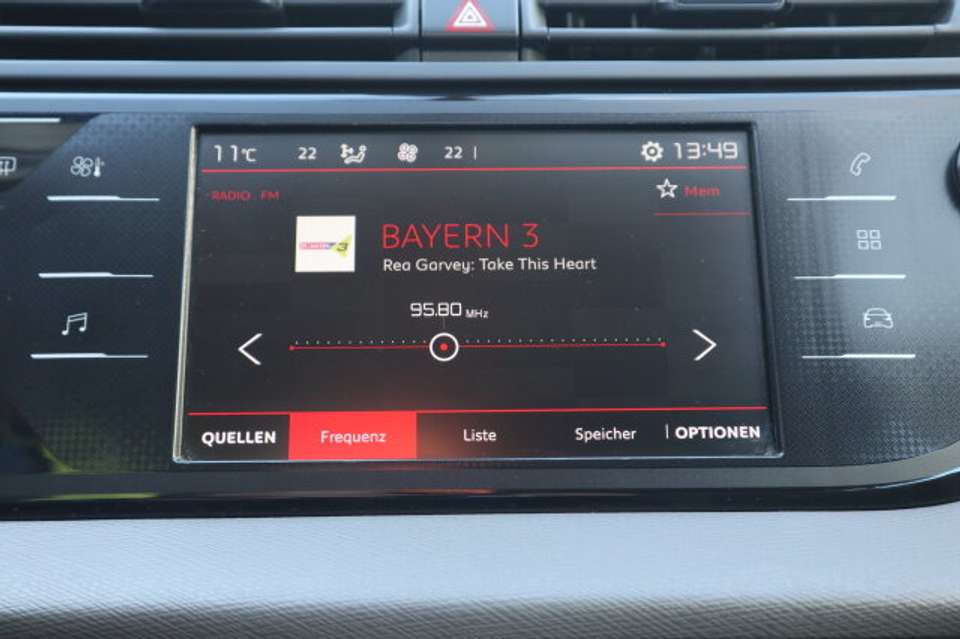 11°C 22 22 13:49
RADIO FM
Mem
BAYERN 3
Rea Garvey: Take This Heart
95.80 MHz
QUELLEN Frequenz Liste Speicher OPTIONEN